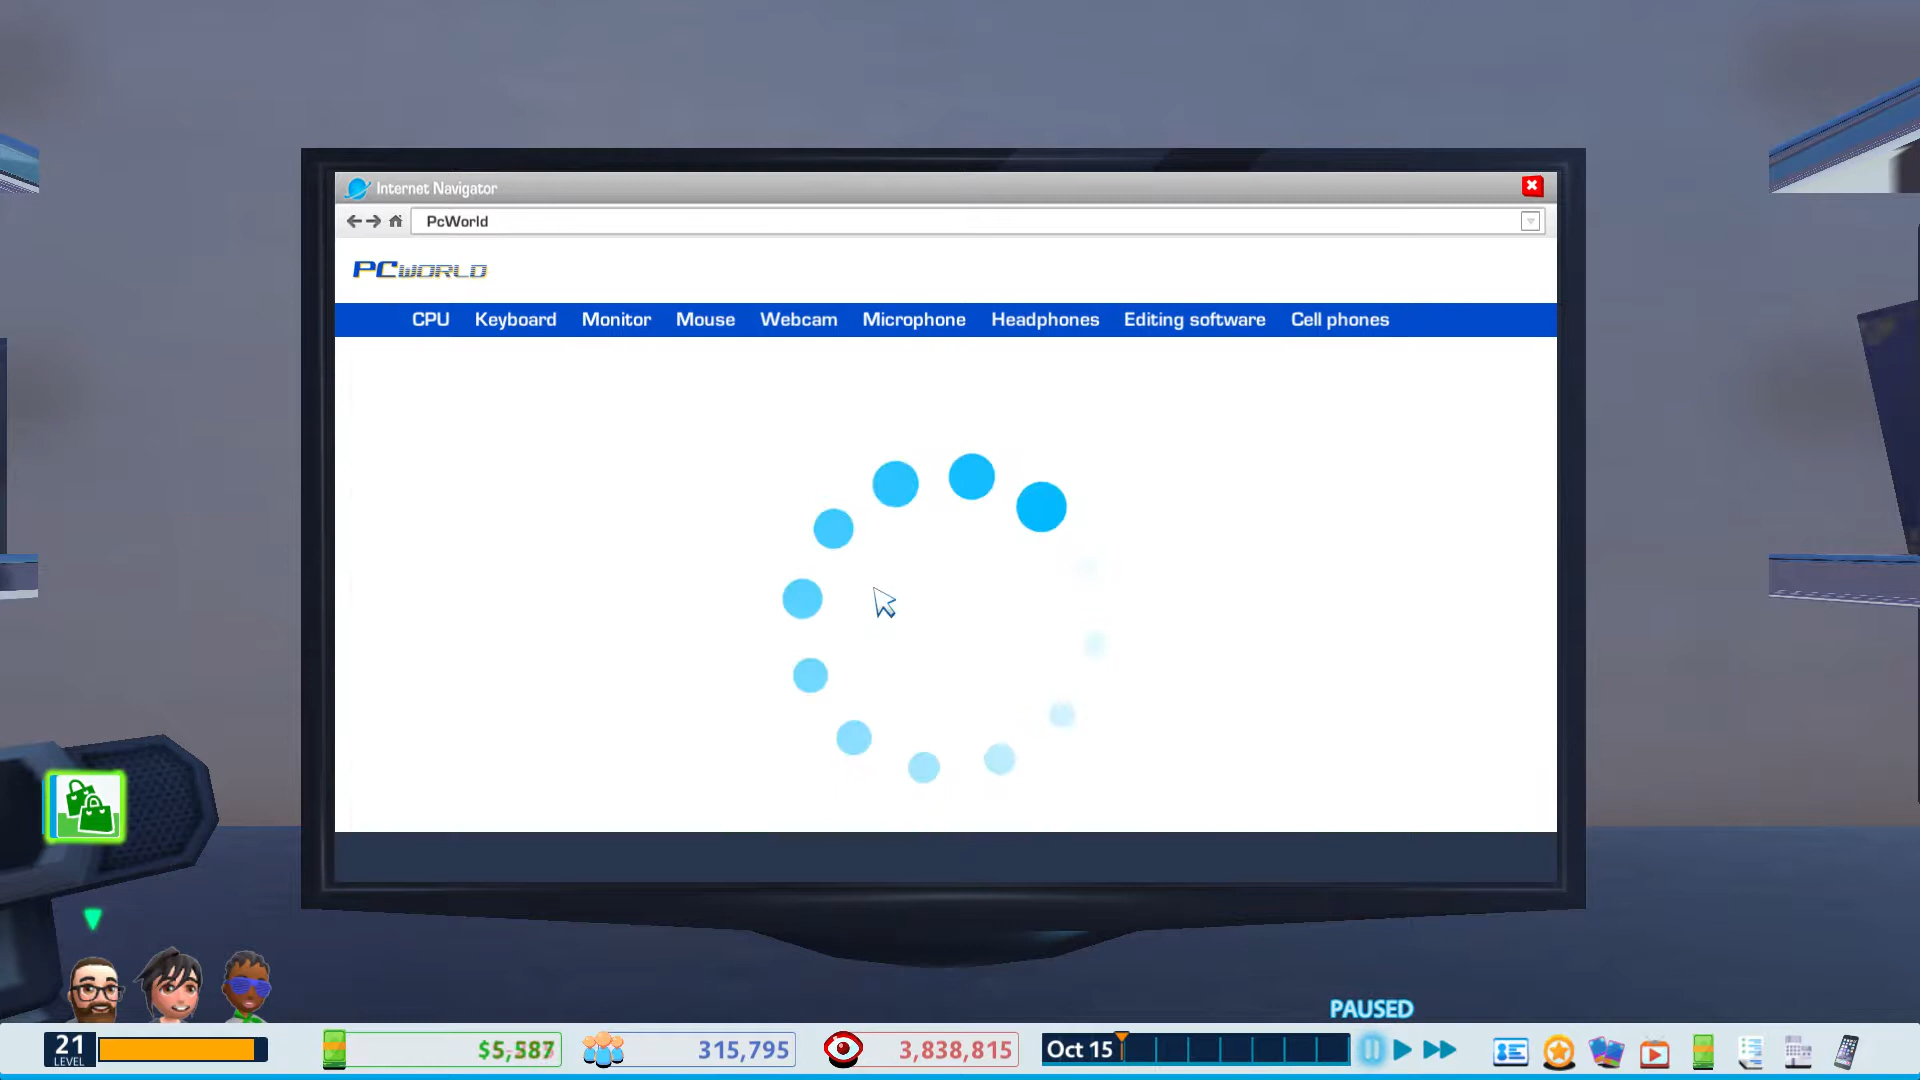 Internet Navigator
PcWorld
PCWORLD
CPU Keyboard Monitor Mouse Webcam Microphone Headphones Editing software Cell phones
PAUSED
21
LEVEL
$5,587
315,795
3,838,815
Oct 15